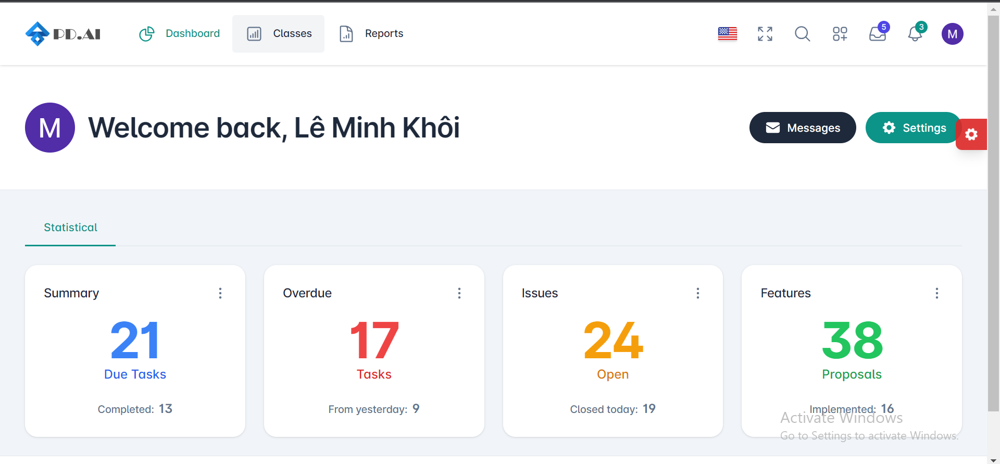 PD.AI
Dashboard
Classes
Reports
5
3
M
M
Welcome back, Lê Minh Khôi
Messages
Settings
Statistical
Summary
21
Due Tasks
Completed: 13
Overdue
17
Tasks
From yesterday: 9
Issues
24
Open
Closed today: 19
Features
38
Proposals
Implemented: 16
Activate Windows
Go to Settings to activate Windows.